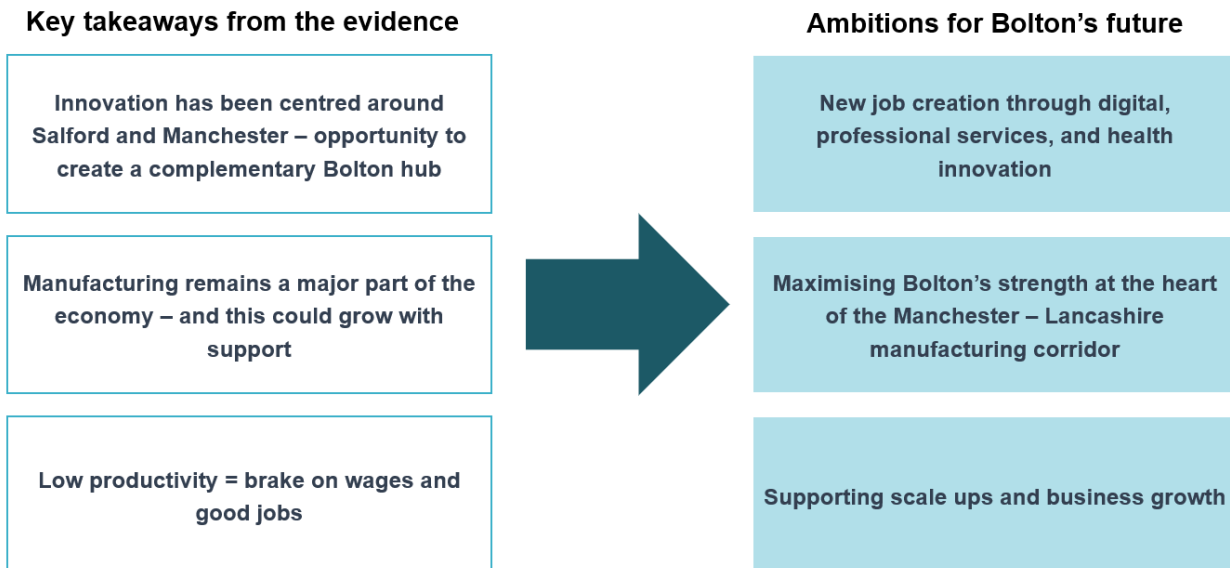 Key takeaways from the evidence
Innovation has been centred around
Salford and Manchester – opportunity to
create a complementary Bolton hub
Manufacturing remains a major part of the
economy – and this could grow with
support
Low productivity = brake on wages and
good jobs
Ambitions for Bolton's future
New job creation through digital,
professional services, and health
innovation
Maximising Bolton's strength at the heart
of the Manchester – Lancashire
manufacturing corridor
Supporting scale ups and business growth